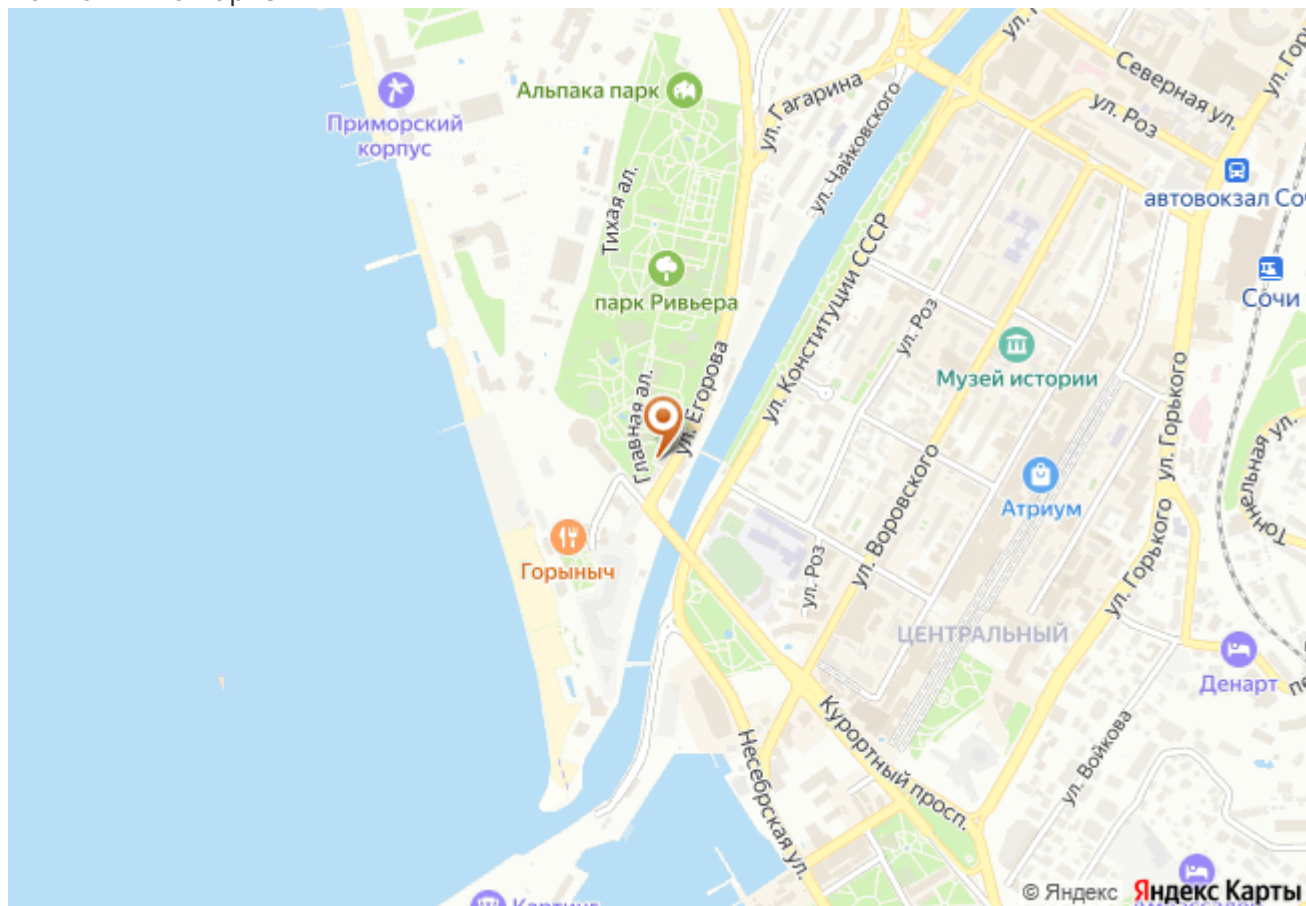 Альпака парк
Приморский
корпус
ул. Гагарина
ул. Чайковского
Северная ул.
ул. Роз
автовокзал Со
Тихая ал.
парк Ривьера
Сочи
ул. Конституции СССР
ул. Роз
Музей истории
ул. Егорова
Главная ал.
ул. Горького
ул. Воровского
Атриум
Тоннельная ул.
Горыныч
ул. Роз
ул. Горького
ЦЕНТРАЛЬНЫЙ
Денарт
Курортный просп.
ул. Войкова
Несебрская ул.
© Яндекс Яндекс Карты